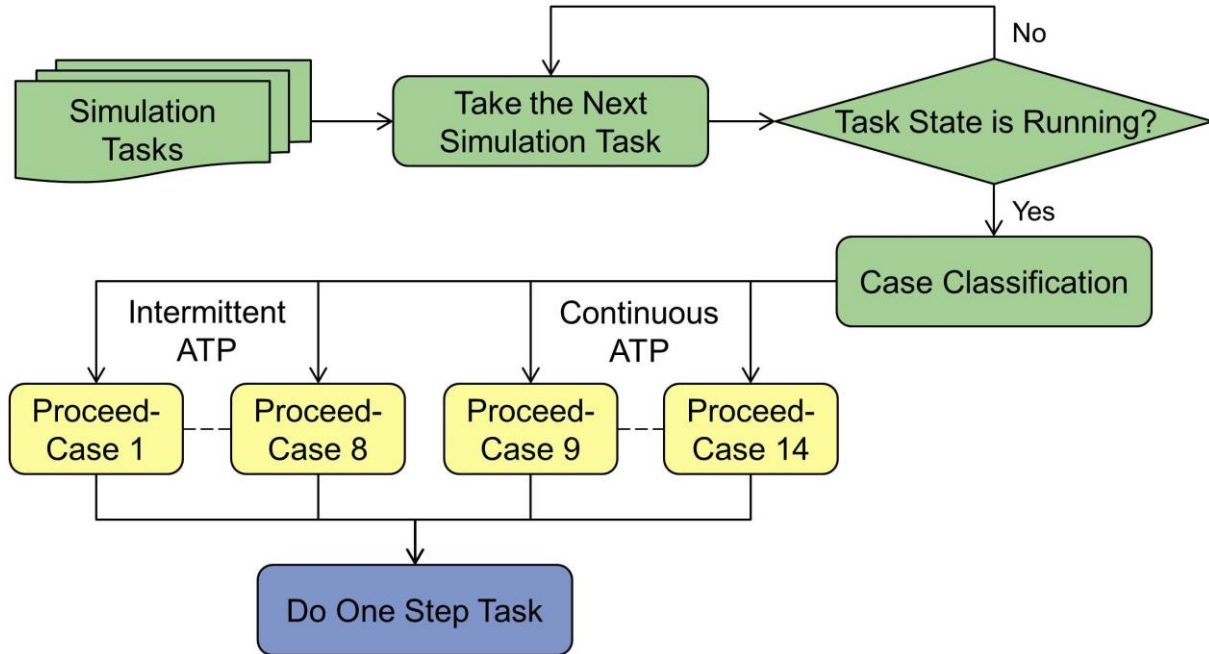 No
Simulation
Tasks
Take the Next
Simulation Task
Task State is Running?
Yes
Case Classification
Intermittent
ATP
Continuous
ATP
Proceed-
Case 1
Proceed-
Case 8
Proceed-
Case 9
Proceed-
Case 14
Do One Step Task